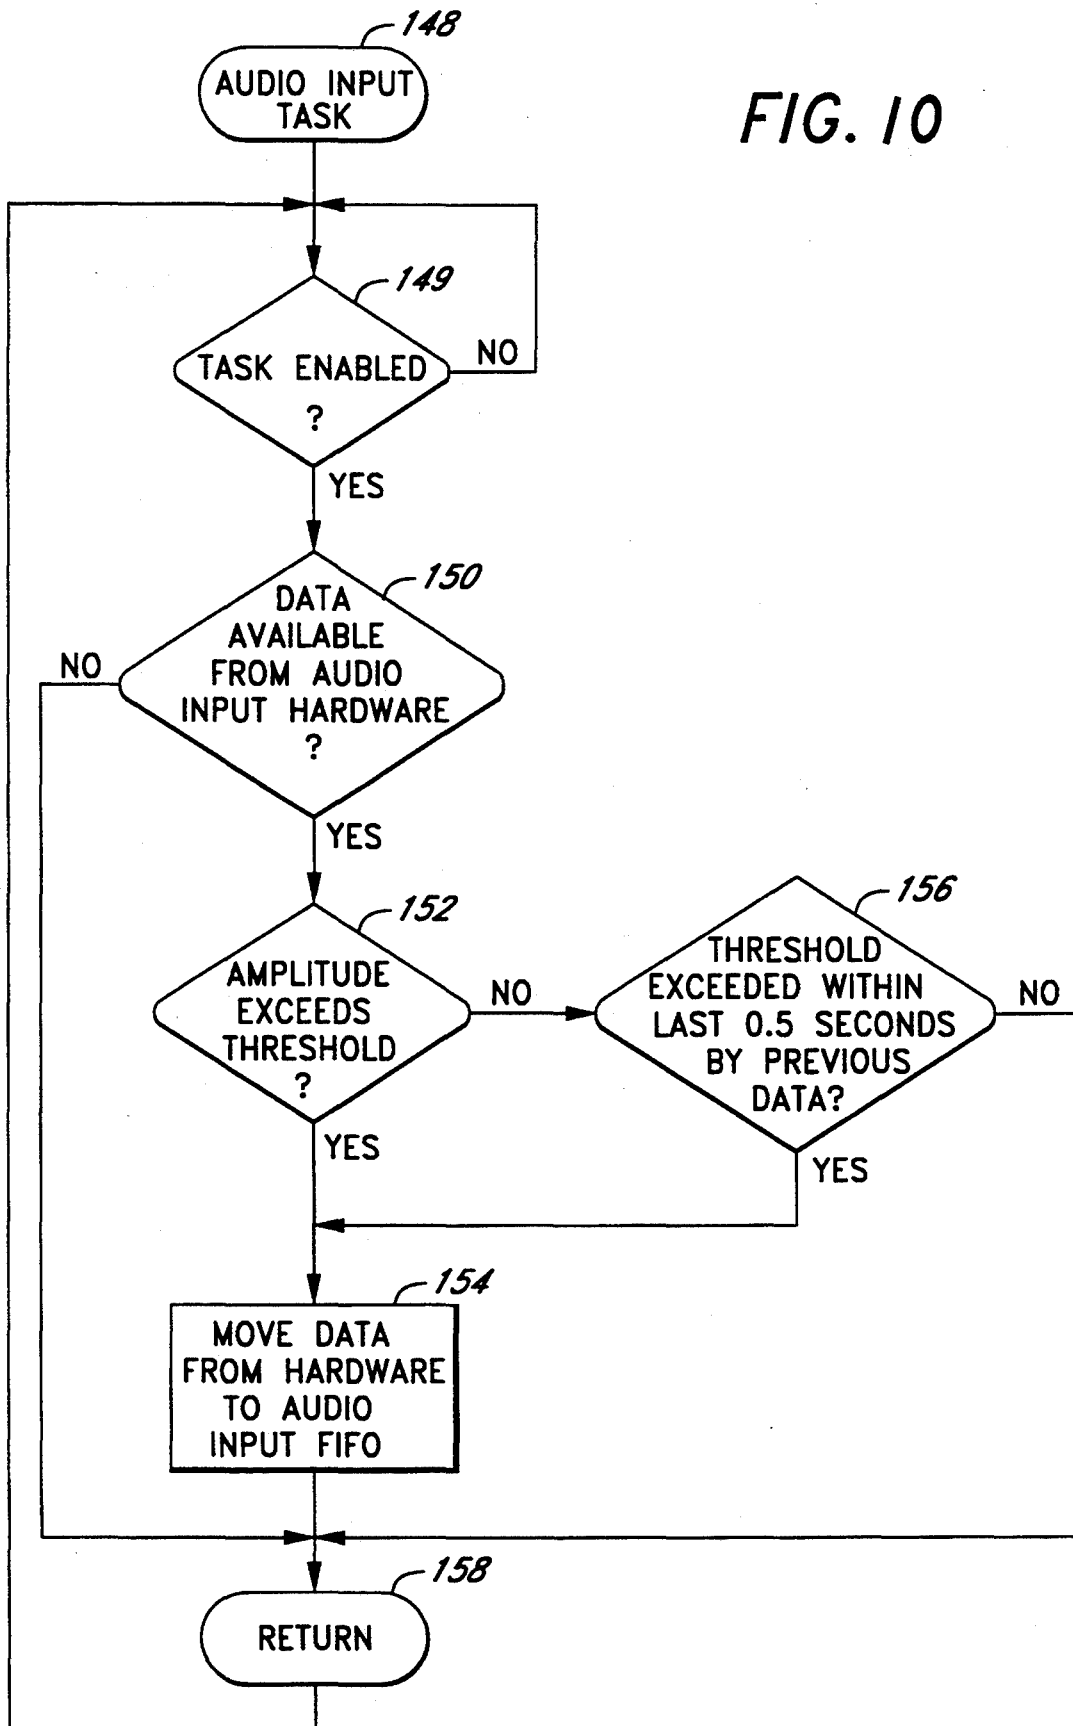 148
AUDIO INPUT
TASK
FIG. 10
149
TASK ENABLED
?
NO
YES
150
DATA
AVAILABLE
FROM AUDIO
INPUT HARDWARE
?
NO
YES
152
AMPLITUDE
EXCEEDS
THRESHOLD
?
NO
YES
156
THRESHOLD
EXCEEDED WITHIN
LAST 0.5 SECONDS
BY PREVIOUS
DATA?
NO
YES
154
MOVE DATA
FROM HARDWARE
TO AUDIO
INPUT FIFO
158
RETURN